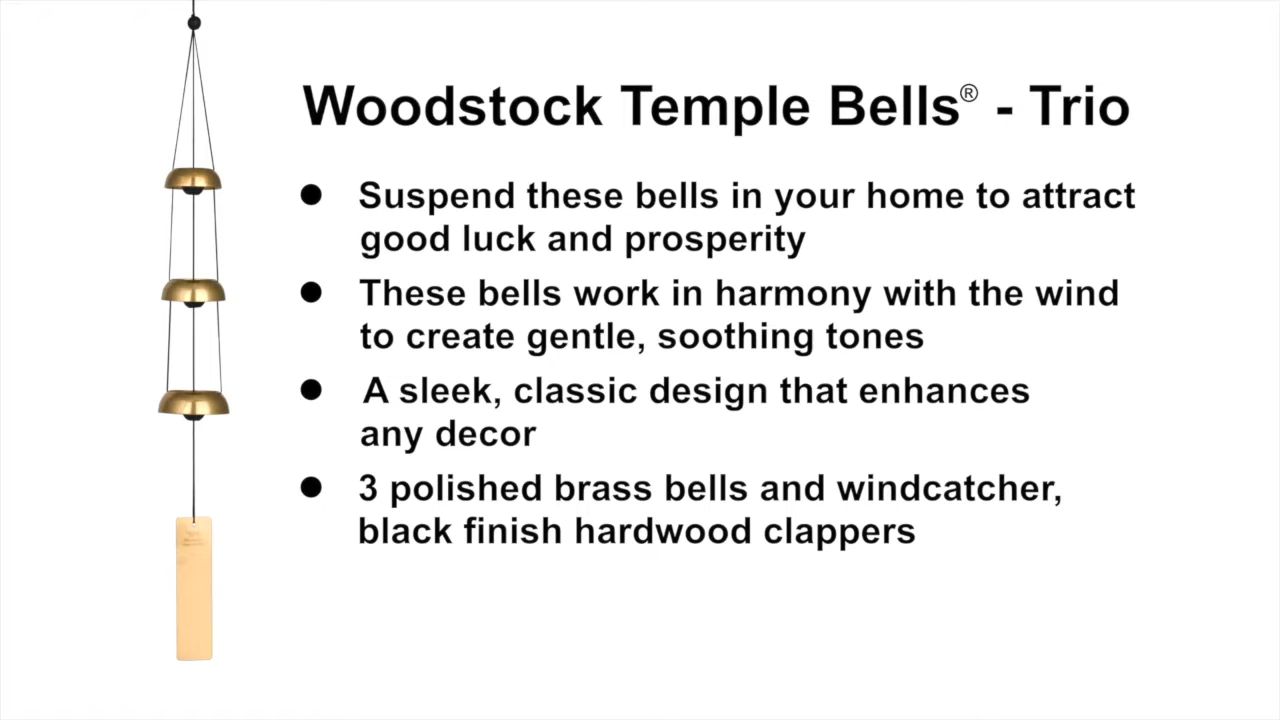 Woodstock Temple Bells® - Trio
● Suspend these bells in your home to attract
good luck and prosperity
● These bells work in harmony with the wind
to create gentle, soothing tones
● A sleek, classic design that enhances
any decor
● 3 polished brass bells and windcatcher,
black finish hardwood clappers